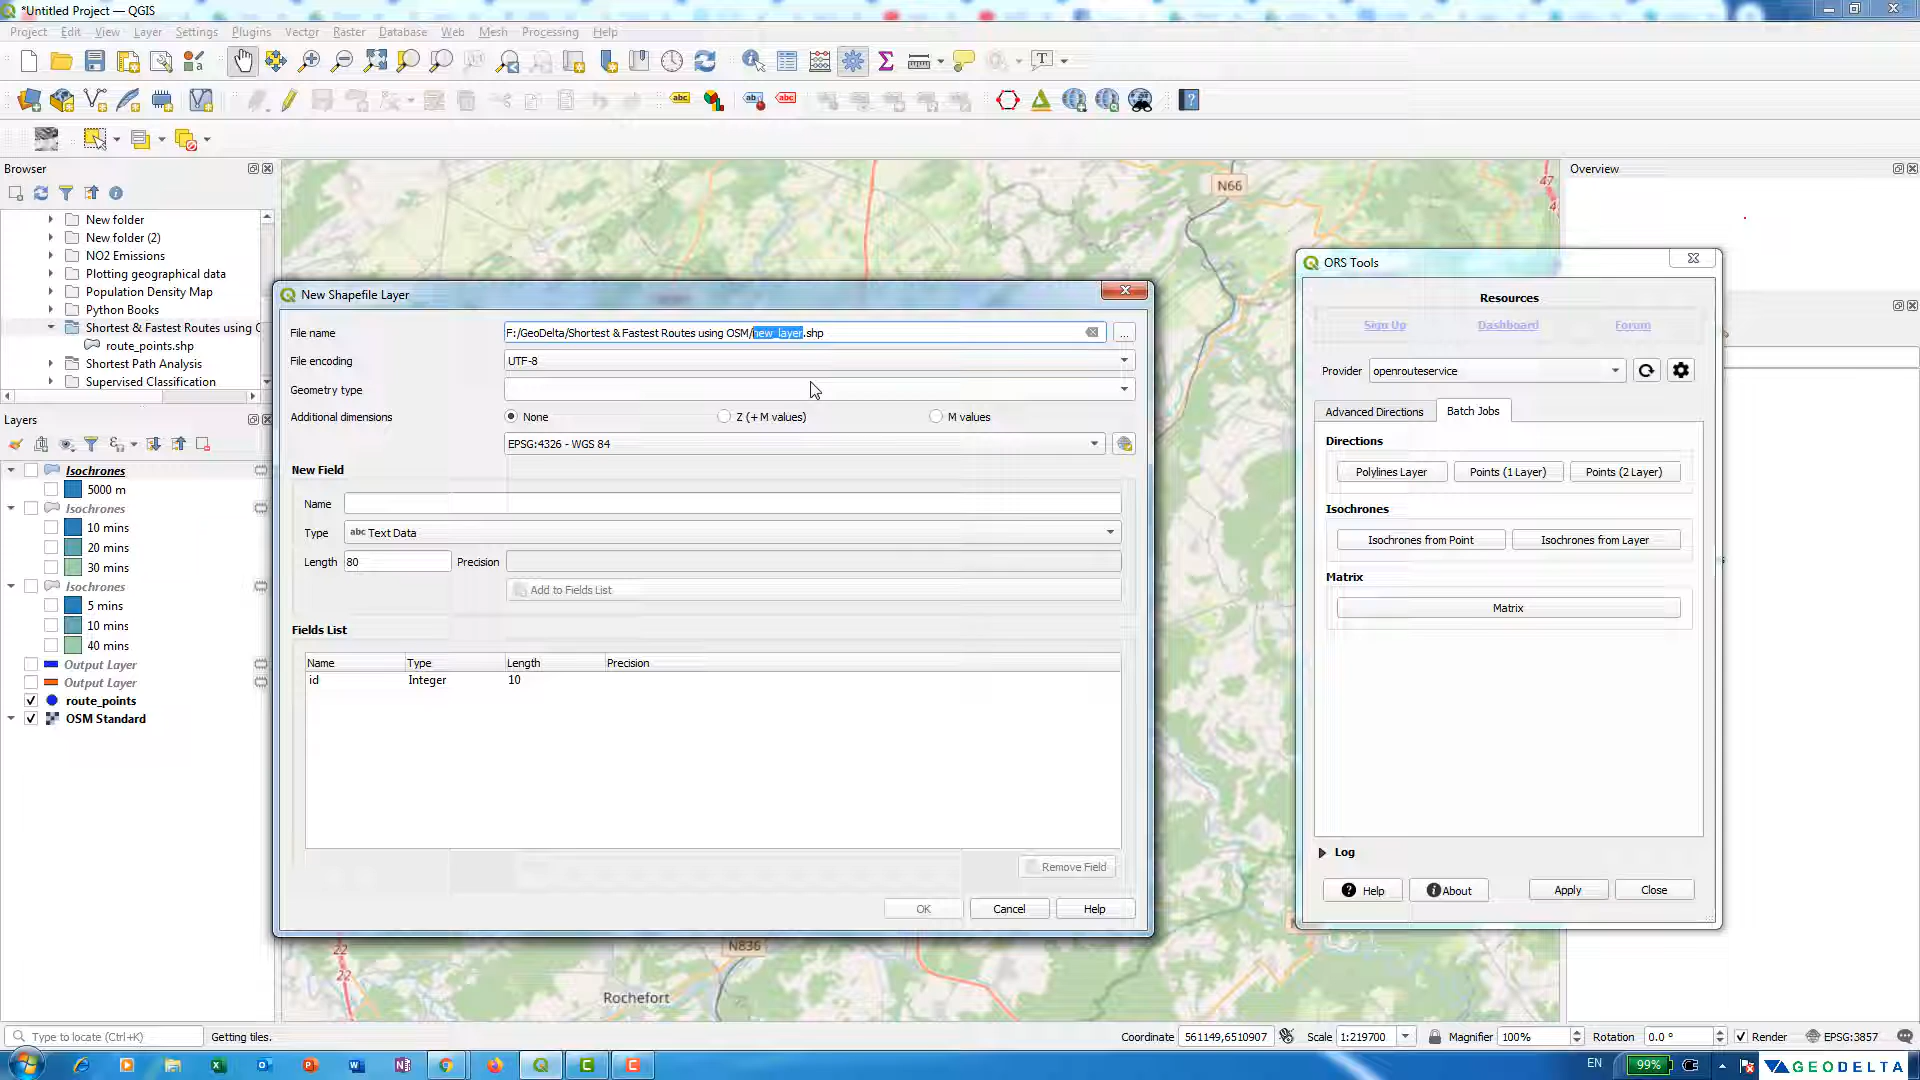 *Untitled Project — QGIS
Project Edit View Layer Settings Plugins Vector Raster Database Web Mesh Processing Help
Browser
New folder
New folder (2)
NO2 Emissions
Plotting geographical data
Population Density Map
Python Books
Shortest & Fastest Routes using
route_points.shp
Shortest Path Analysis
Supervised Classification
Layers
Isochrones
5000 m
Isochrones
10 mins
20 mins
30 mins
Isochrones
5 mins
10 mins
40 mins
Output Layer
Output Layer
route_points
OSM Standard
N66
47
New Shapefile Layer
File name F:/GeoDelta/Shortest & Fastest Routes using OSM/new_layer.shp ...
File encoding UTF-8
Geometry type
Additional dimensions None Z (+M values) M values
EPSG:4326 - WGS 84
New Field
Name
Type abc Text Data
Length 80 Precision
Add to Fields List
Fields List
Name Type Length Precision
id Integer 10
Remove Field
OK Cancel Help
N836
22
22
Rochefort
Overview
ORS Tools
Resources
Sign Up Dashboard Forum
Provider openrouteservice
Advanced Directions Batch Jobs
Directions
Polylines Layer Points (1 Layer) Points (2 Layer)
Isochrones
Isochrones from Point Isochrones from Layer
Matrix
Matrix
Log
Help About Apply Close
Type to locate (Ctrl+K) Getting tiles. Coordinate 561149,6510907 Scale 1:219700 Magnifier 100% Rotation 0.0 ° Render EPSG:3857
EN 99% GEODELTA